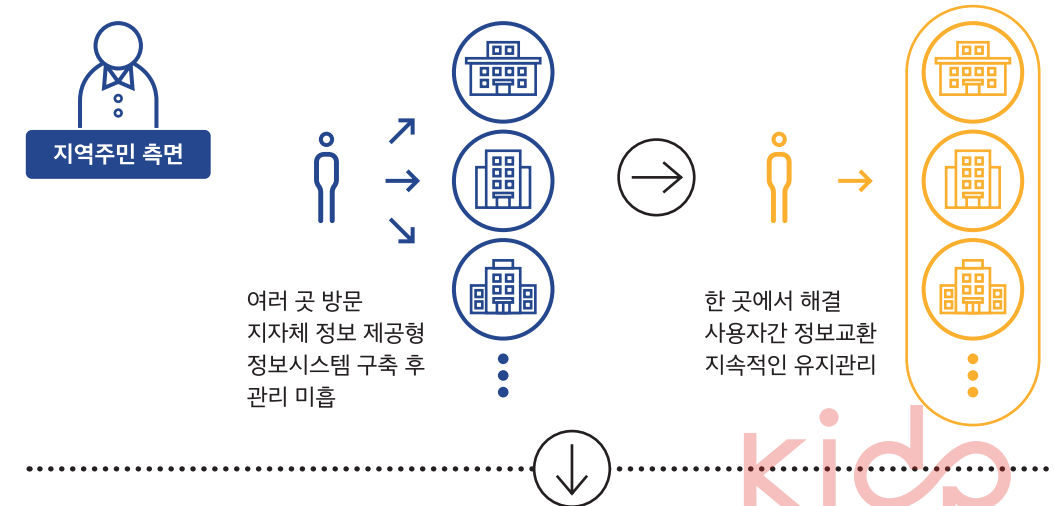 지역주민 측면
여러 곳 방문
지자체 정보 제공형
정보시스템 구축 후
관리 미흡
한 곳에서 해결
사용자간 정보교환
지속적인 유지관리
kidp